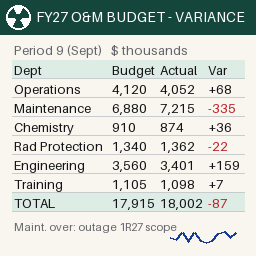 FY27 O&M BUDGET - VARIANCE
Period 9 (Sept) $ thousands
Dept Budget Actual Var
Operations 4,120 4,052 +68
Maintenance 6,880 7,215 -335
Chemistry 910 874 +36
Rad Protection 1,340 1,362 -22
Engineering 3,560 3,401 +159
Training 1,105 1,098 +7
TOTAL 17,915 18,002 -87
Maint. over: outage 1R27 scope